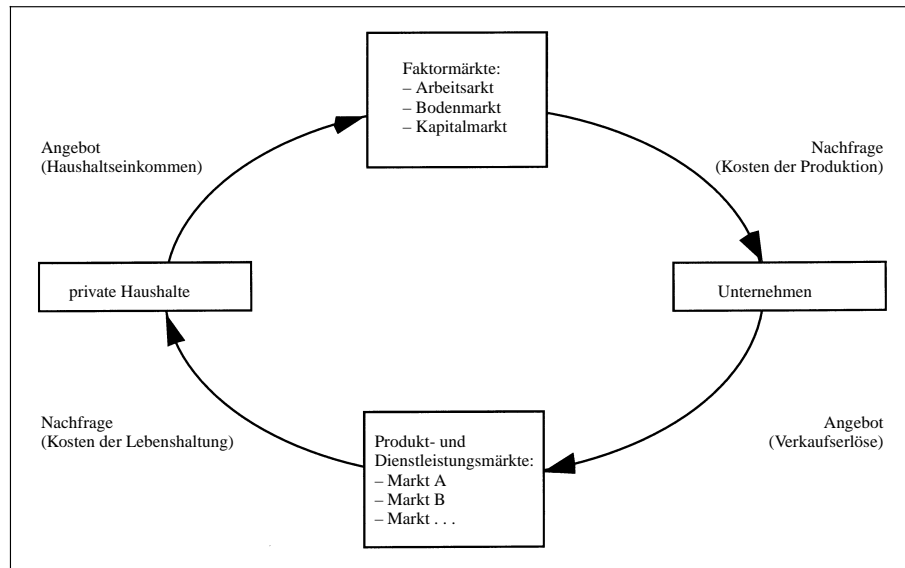 Faktormärkte:
– Arbeitsarkt
– Bodenmarkt
– Kapitalmarkt
Angebot
(Haushaltseinkommen)
Nachfrage
(Kosten der Produktion)
private Haushalte
Unternehmen
Nachfrage
(Kosten der Lebenshaltung)
Angebot
(Verkaufserlöse)
Produkt- und
Dienstleistungsmärkte:
– Markt A
– Markt B
– Markt . . .